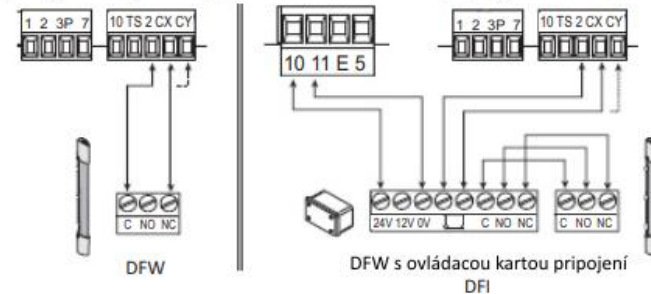 1 2 3P 7
10 TS 2 CX CY
C NO NC
DFW
10 11 E 5
1 2 3P 7
10 TS 2 CX CY
24V 12V 0V C NO NC
C NO NC
DFW s ovládacou kartou pripojení
DFI